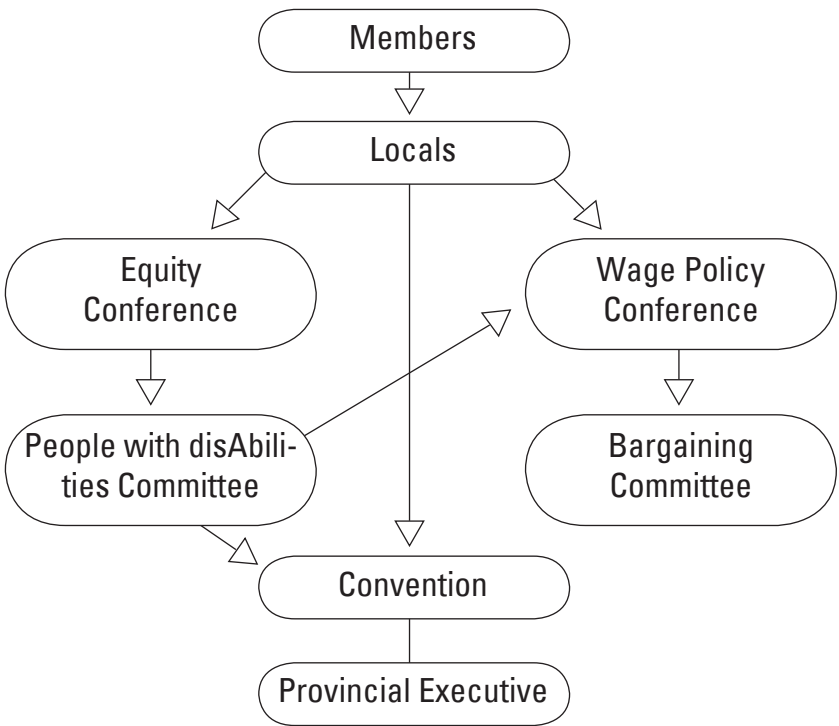 Members
Locals
Equity
Conference
Wage Policy
Conference
People with disAbili-
ties Committee
Bargaining
Committee
Convention
Provincial Executive